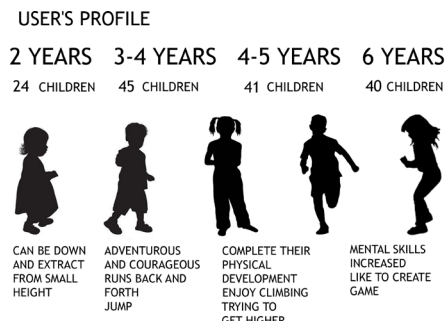 USER'S PROFILE
2 YEARS
24 CHILDREN
CAN BE DOWN
AND EXTRACT
FROM SMALL
HEIGHT
3-4 YEARS
45 CHILDREN
ADVENTUROUS
AND COURAGEOUS
RUNS BACK AND
FORTH
JUMP
4-5 YEARS
41 CHILDREN
COMPLETE THEIR
PHYSICAL
DEVELOPMENT
ENJOY CLIMBING
TRYING TO
GET HIGHER
6 YEARS
40 CHILDREN
MENTAL SKILLS
INCREASED
LIKE TO CREATE
GAME